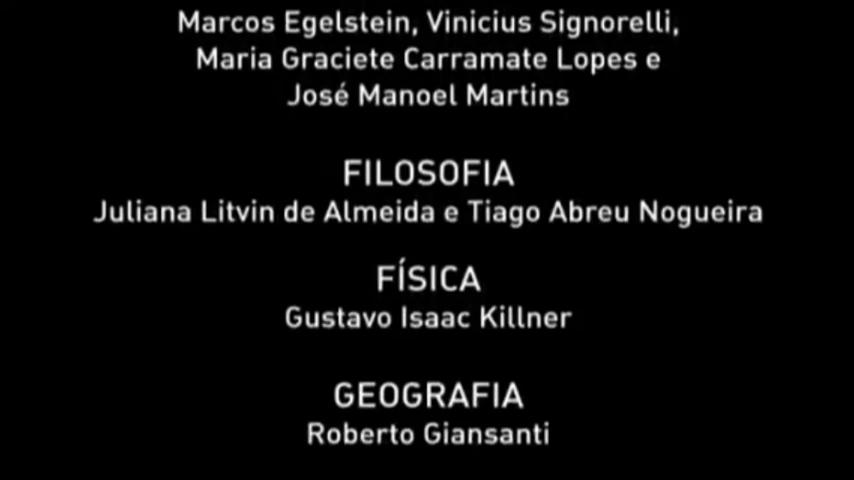 Marcos Egelstein, Vinicius Signorelli,
Maria Graciete Carramate Lopes e
José Manoel Martins
FILOSOFIA
Juliana Litvin de Almeida e Tiago Abreu Nogueira
FÍSICA
Gustavo Isaac Killner
GEOGRAFIA
Roberto Giansanti